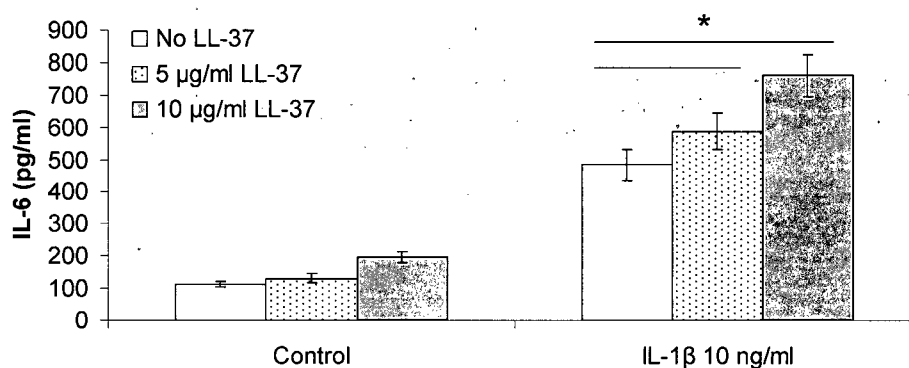 *
900
800
700
600
500
400
300
200
100
0
IL-6 (pg/ml)
No LL-37
5 µg/ml LL-37
10 µg/ml LL-37
Control
IL-1β 10 ng/ml